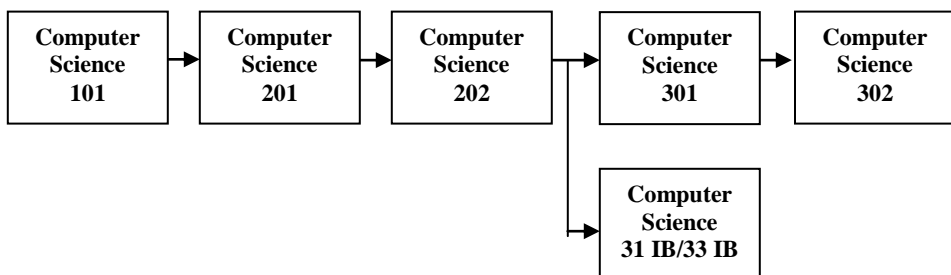 Computer
Science
101
Computer
Science
201
Computer
Science
202
Computer
Science
301
Computer
Science
302
Computer
Science
31 IB/33 IB